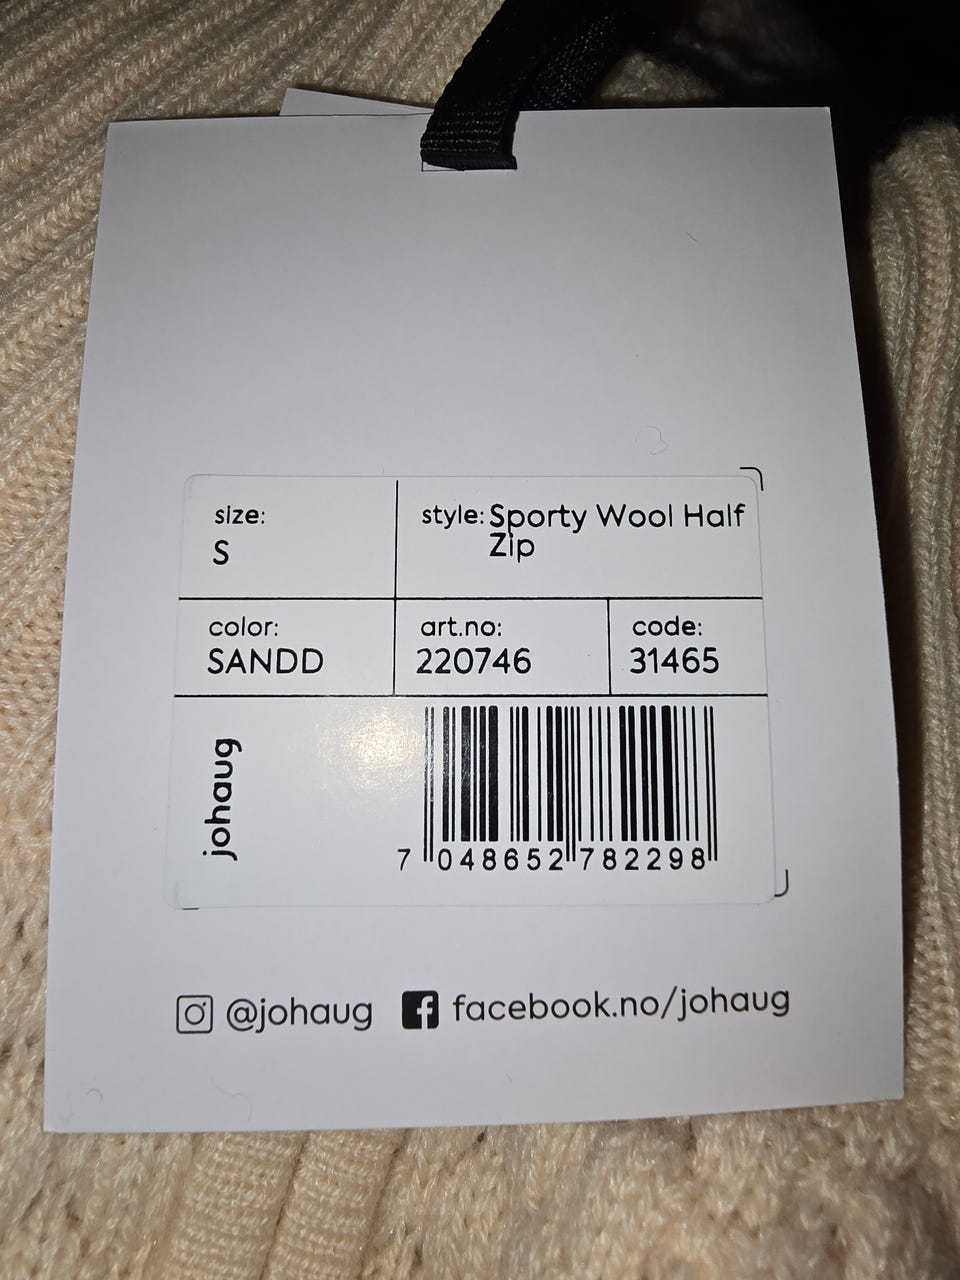 size:
S
style: Sporty Wool Half
Zip
color:
SANDD
art.no:
220746
code:
31465
johaug
7 048652 782298
@johaug
facebook.no/johaug